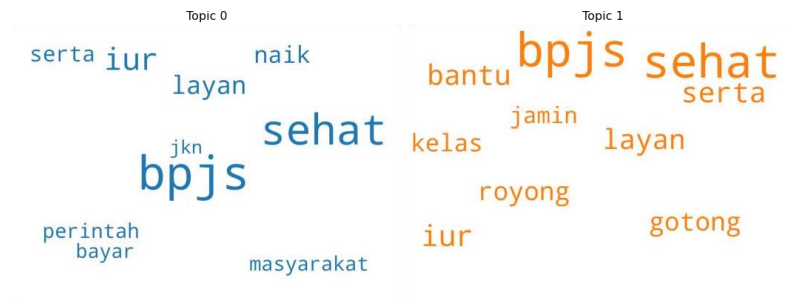 Topic 0
serta iur naik
layan
sehat
jkn
bpjs
perintah
bayar
masyarakat
Topic 1
bpjs sehat
bantu
serta
jamin
kelas layan
royong
gotong
iur